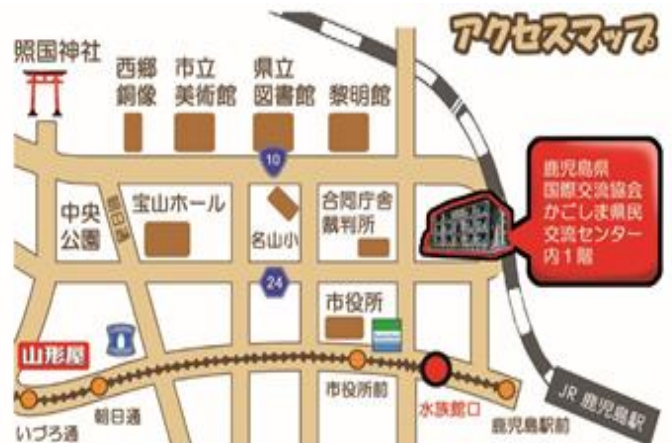 アクセスマップ
照国神社
西郷
銅像
市立
美術館
県立
図書館
黎明館
10
鹿児島県
国際交流協会
かごしま県民
交流センター
内1階
中央
公園
朝日通
宝山ホール
名山小
合同庁舎
裁判所
24
市役所
山形屋
いづろ通
朝日通
市役所前
水族館口
鹿児島駅前
JR 鹿児島駅